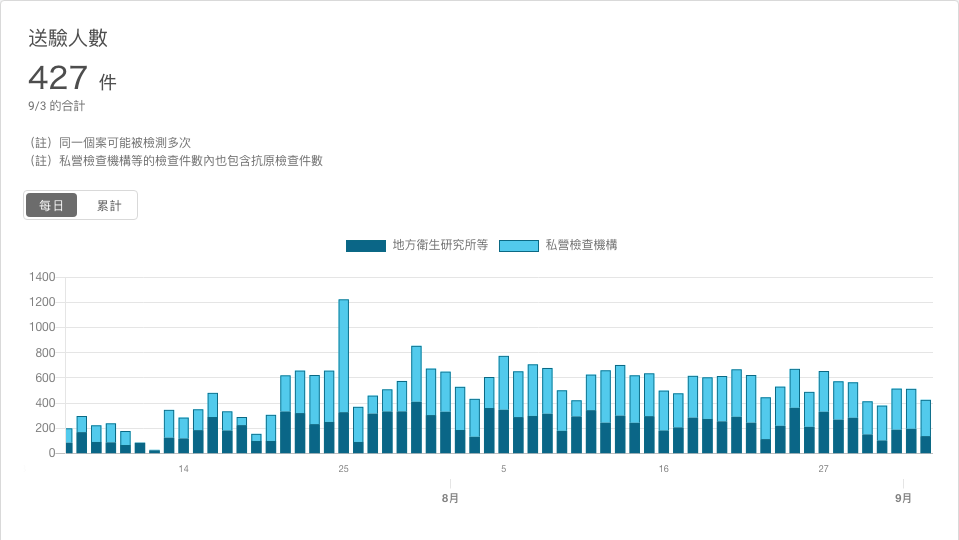 送驗人數
427 件
9/3 的合計
（註）同一個案可能被檢測多次
（註）私營檢查機構等的檢查件數內也包含抗原檢查件數
每日 累計
地方衛生研究所等 私營檢查機構
1400
1200
1000
800
600
400
200
0
14 25 5 16 27
8月 9月